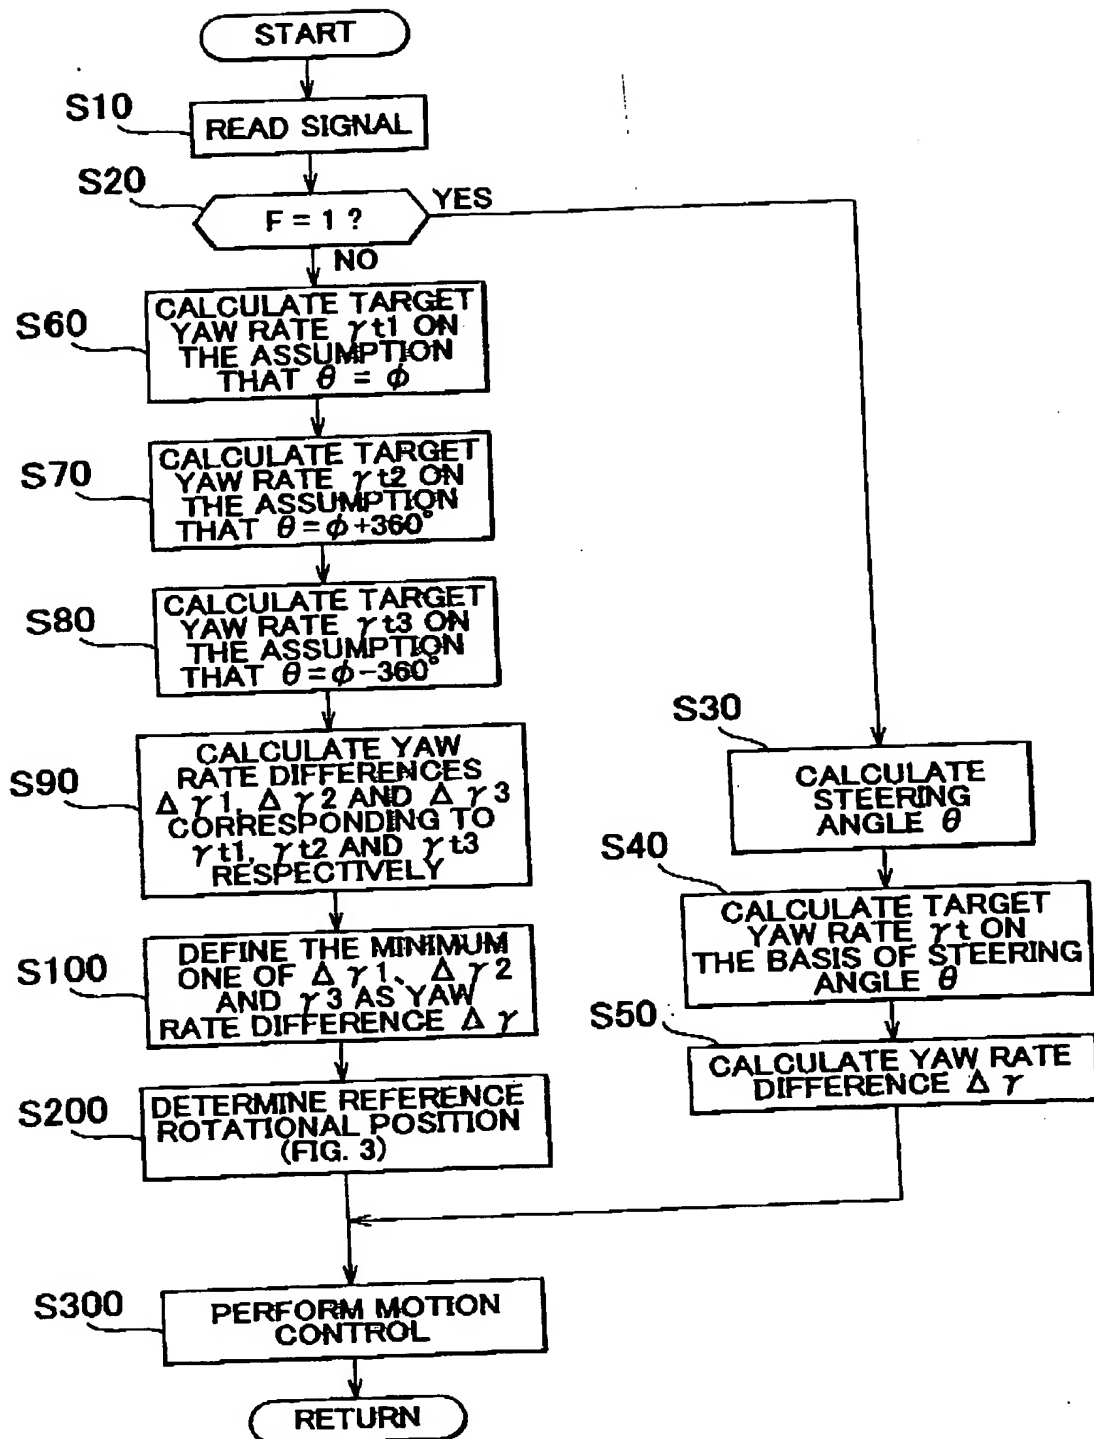 START
S10
READ SIGNAL
S20
F = 1 ?
YES
NO
S60
CALCULATE TARGET
YAW RATE γt1 ON
THE ASSUMPTION
THAT θ = φ
S70
CALCULATE TARGET
YAW RATE γt2 ON
THE ASSUMPTION
THAT θ=φ+360°
S80
CALCULATE TARGET
YAW RATE γt3 ON
THE ASSUMPTION
THAT θ=φ−360°
S90
CALCULATE YAW
RATE DIFFERENCES
Δγ1, Δγ2 AND Δγ3
CORRESPONDING TO
γt1, γt2 AND γt3
RESPECTIVELY
S100
DEFINE THE MINIMUM
ONE OF Δγ1、Δγ2
AND γ3 AS YAW
RATE DIFFERENCE Δγ
S200
DETERMINE REFERENCE
ROTATIONAL POSITION
(FIG. 3)
S30
CALCULATE
STEERING
ANGLE θ
S40
CALCULATE TARGET
YAW RATE γt ON
THE BASIS OF STEERING
ANGLE θ
S50
CALCULATE YAW RATE
DIFFERENCE Δγ
S300
PERFORM MOTION
CONTROL
RETURN